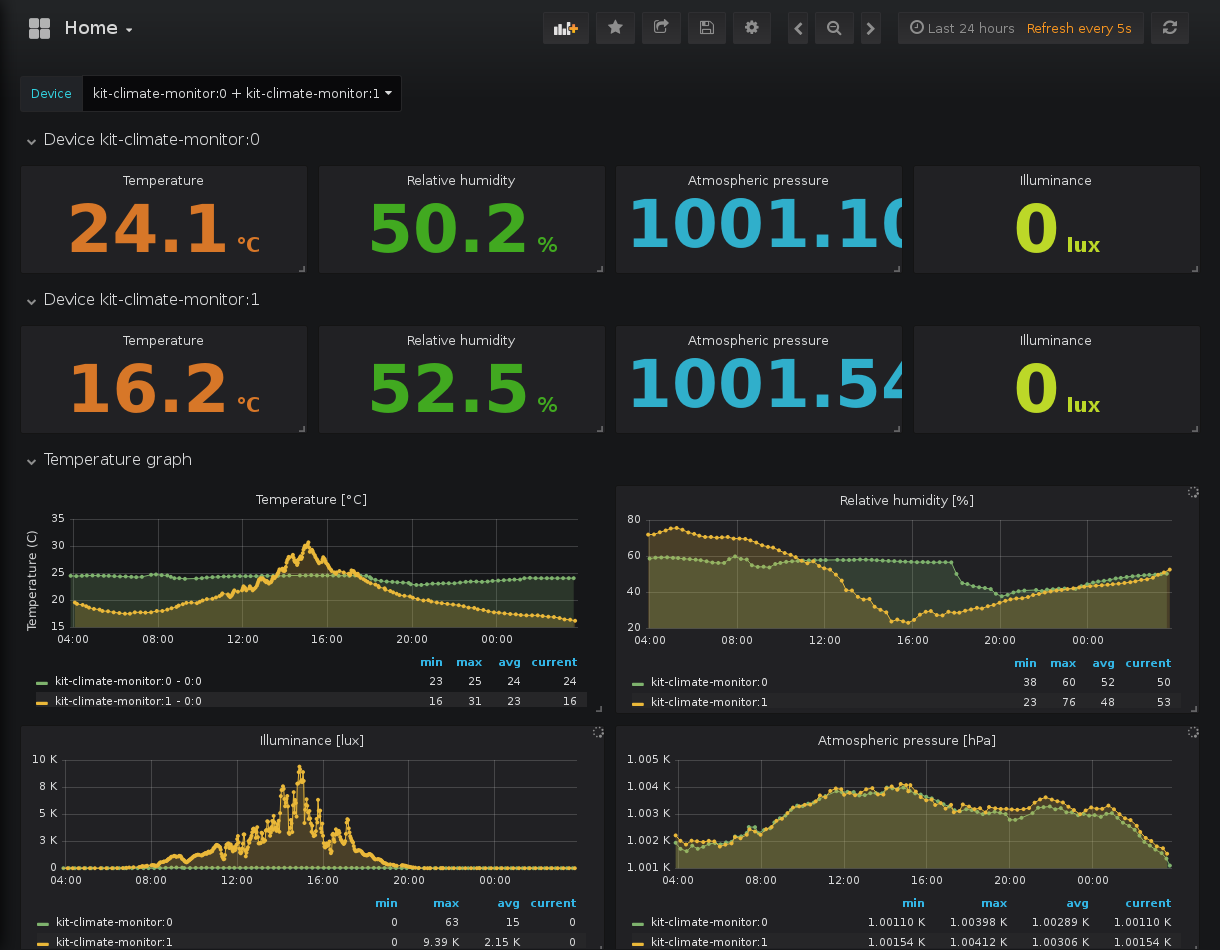 Home
Last 24 hours Refresh every 5s
Device kit-climate-monitor:0 + kit-climate-monitor:1
Device kit-climate-monitor:0
Temperature Relative humidity Atmospheric pressure Illuminance
24.1 °C 50.2 % 1001.10 0 lux
Device kit-climate-monitor:1
Temperature Relative humidity Atmospheric pressure Illuminance
16.2 °C 52.5 % 1001.54 0 lux
Temperature graph
Temperature [°C]
Temperature (C)
35
30
25
20
15
04:00 08:00 12:00 16:00 20:00 00:00
min max avg current
kit-climate-monitor:0 - 0:0 23 25 24 24
kit-climate-monitor:1 - 0:0 16 31 23 16
Relative humidity [%]
80
60
40
20
04:00 08:00 12:00 16:00 20:00 00:00
min max avg current
kit-climate-monitor:0 38 60 52 50
kit-climate-monitor:1 23 76 48 53
Illuminance [lux]
10 K
8 K
5 K
3 K
0
04:00 08:00 12:00 16:00 20:00 00:00
min max avg current
kit-climate-monitor:0 0 63 15 0
kit-climate-monitor:1 0 9.39 K 2.15 K 0
Atmospheric pressure [hPa]
1.005 K
1.004 K
1.003 K
1.002 K
1.001 K
04:00 08:00 12:00 16:00 20:00 00:00
min max avg current
kit-climate-monitor:0 1.00110 K 1.00398 K 1.00289 K 1.00110 K
kit-climate-monitor:1 1.00154 K 1.00412 K 1.00306 K 1.00154 K